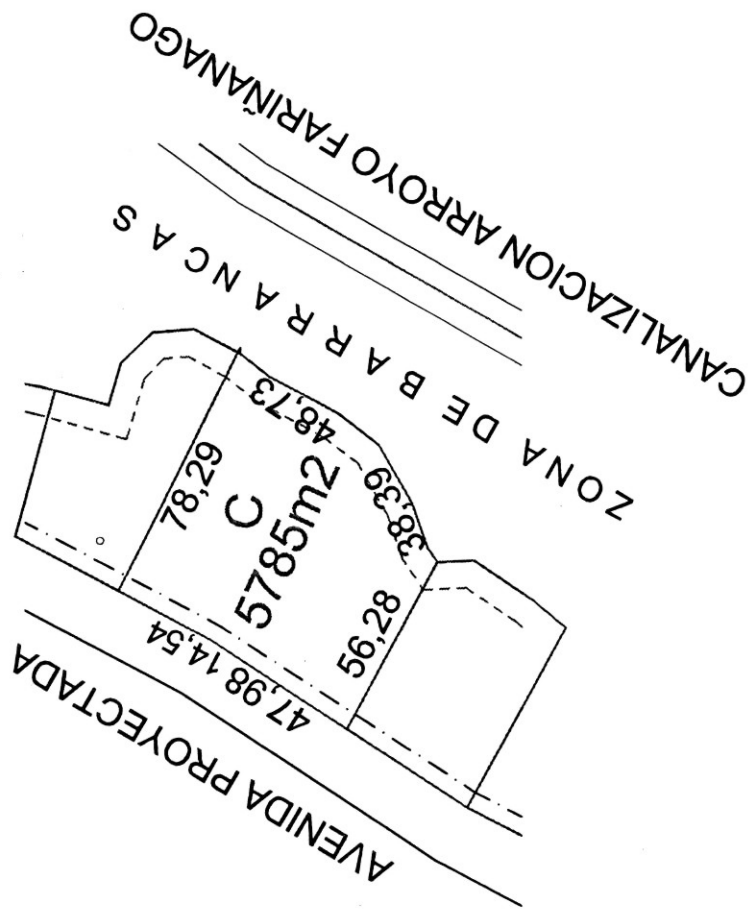 CANALIZACION ARROYO FARIÑANAGO
ZONA DE BARRANCAS
48,73
38,39
78,29
C
5785m2
56,28
14,54
47,98
AVENIDA PROYECTADA